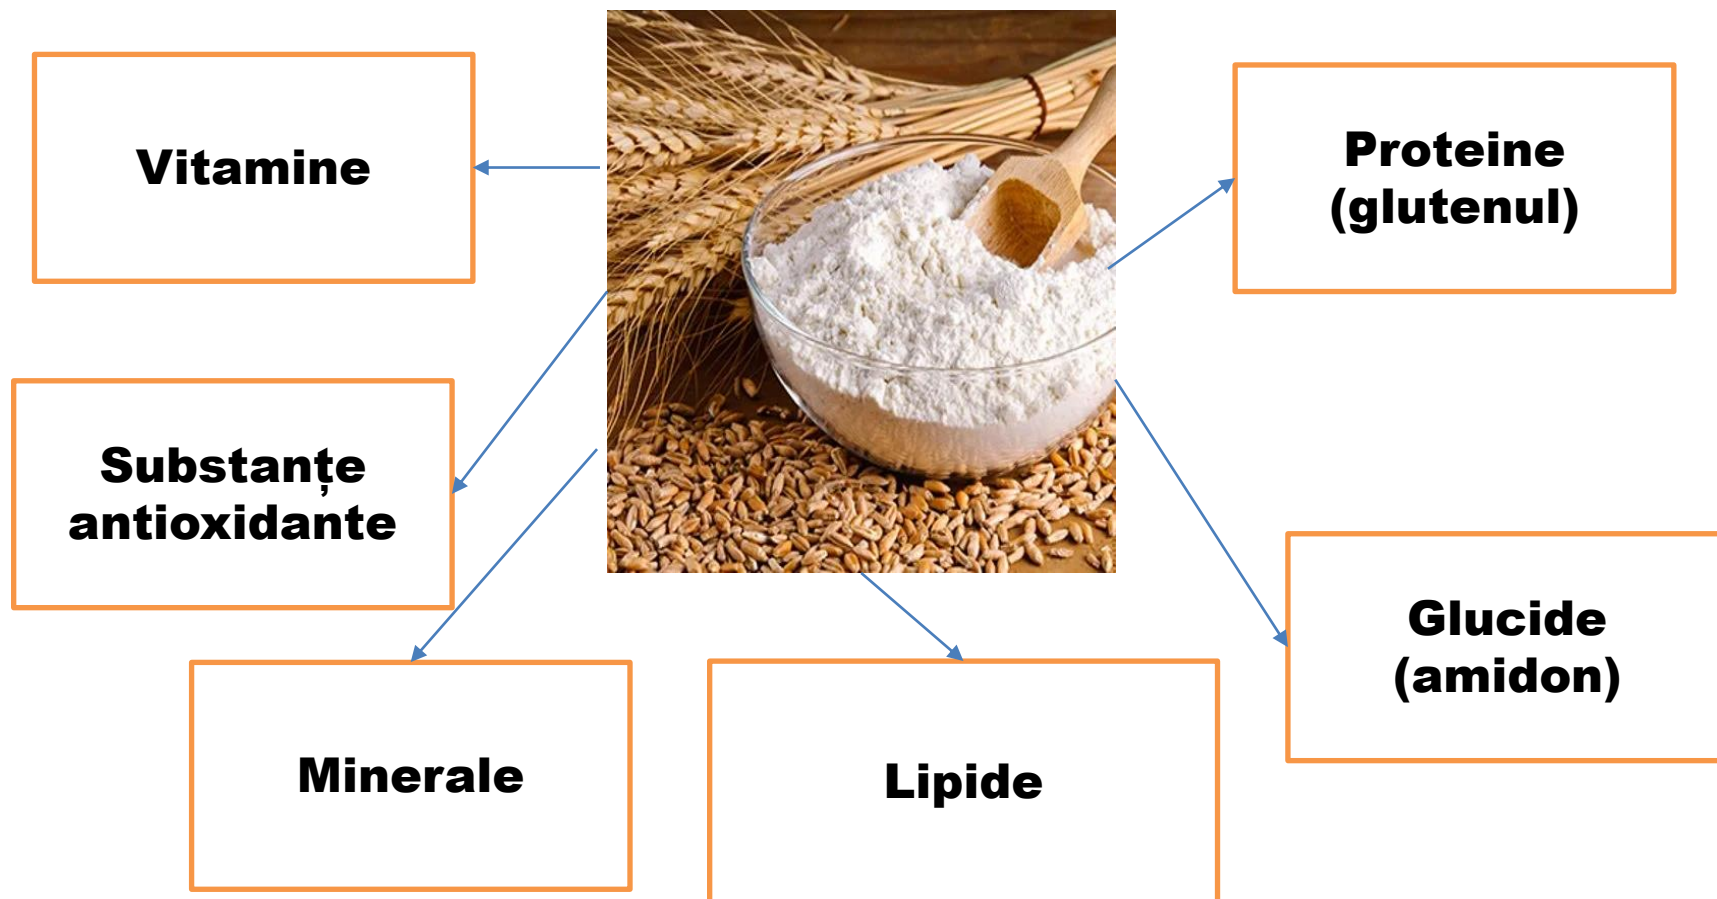 Vitamine
Proteine
(glutenul)
Substanțe
antioxidante
Glucide
(amidon)
Minerale
Lipide